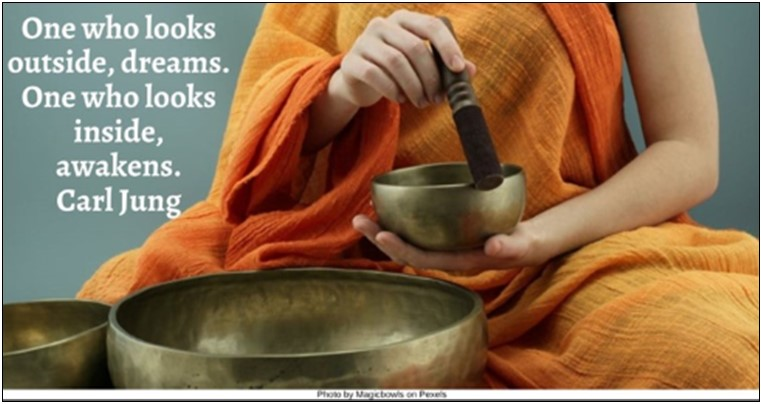 One who looks
outside, dreams.
One who looks
inside,
awakens.
Carl Jung
Photo by Magicbowls on Pexels